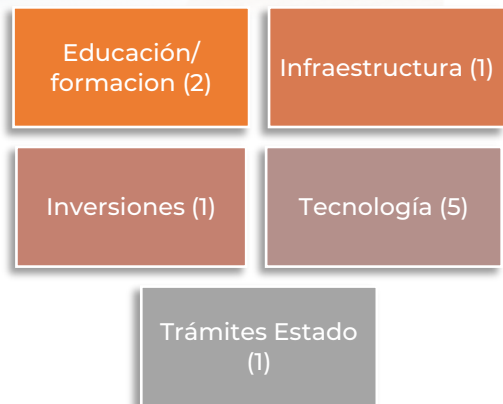 Educación/
formacion (2)
Infraestructura (1)
Inversiones (1)
Tecnología (5)
Trámites Estado
(1)